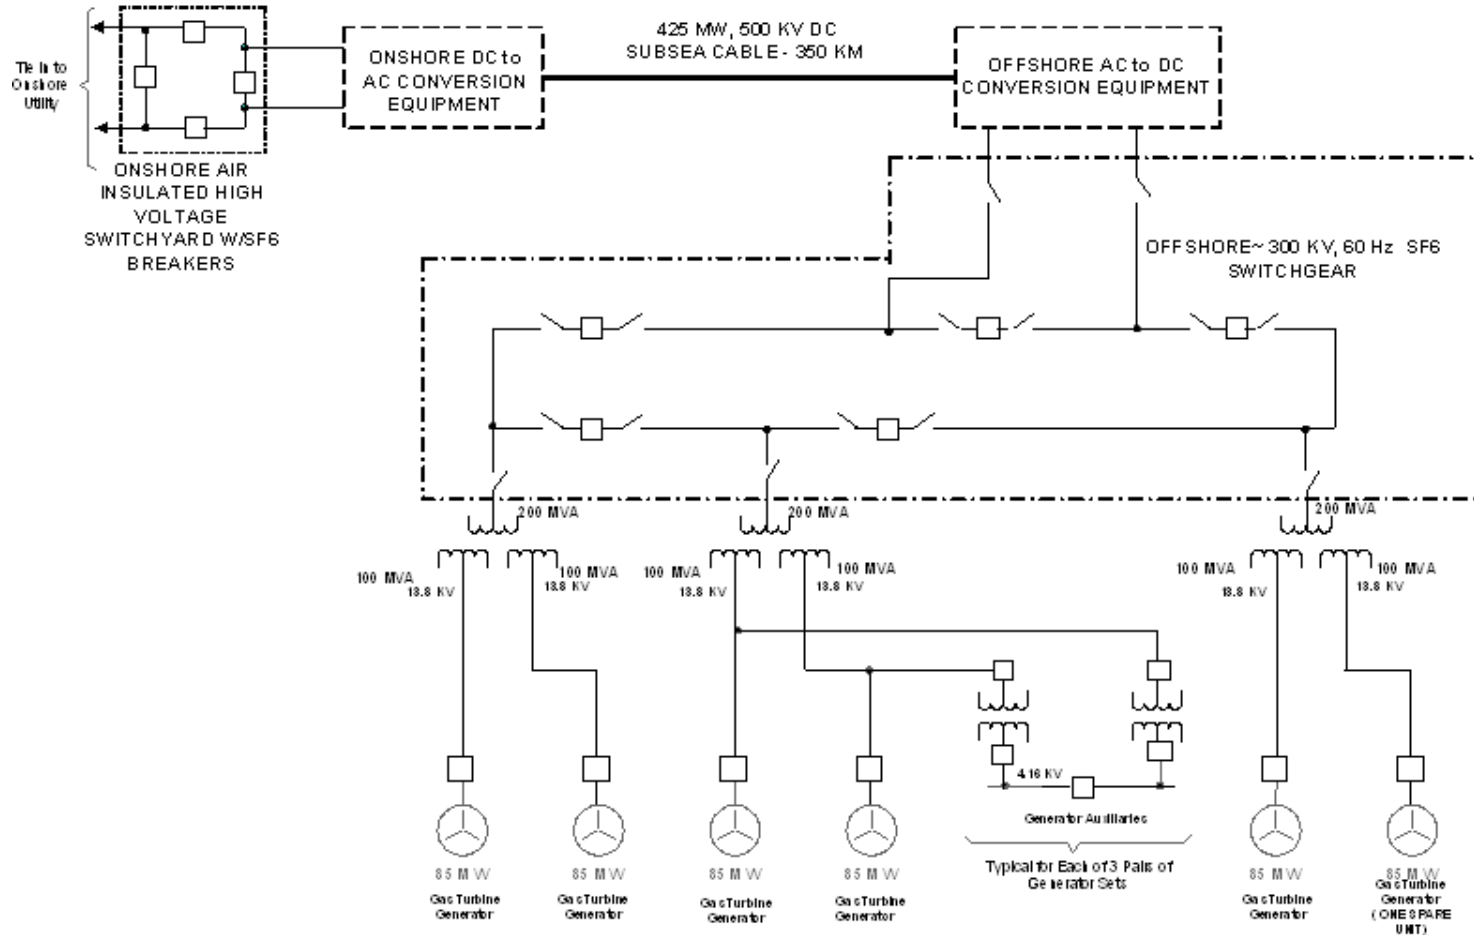 Tie in to
Onshore
Utility
ONSHORE AIR
INSULATED HIGH
VOLTAGE
SWITCHYARD W/SF6
BREAKERS
ONSHORE DC to
AC CONVERSION
EQUIPMENT
425 MW, 500 KV DC
SUBSEA CABLE - 350 KM
OFFSHORE AC to DC
CONVERSION EQUIPMENT
OFFSHORE~ 300 KV, 60 Hz SF6
SWITCHGEAR
200 MVA
200 MVA
200 MVA
100 MVA
13.8 KV
100 MVA
13.8 KV
100 MVA
13.8 KV
100 MVA
13.8 KV
100 MVA
13.8 KV
100 MVA
13.8 KV
4.16 KV
Generator Auxiliaries
Typical for Each of 3 Pairs of
Generator Sets
85 MW
Gas Turbine
Generator
85 MW
Gas Turbine
Generator
85 MW
Gas Turbine
Generator
85 MW
Gas Turbine
Generator
85 MW
Gas Turbine
Generator
85 MW
Gas Turbine
Generator
(ONE SPARE
UNIT)